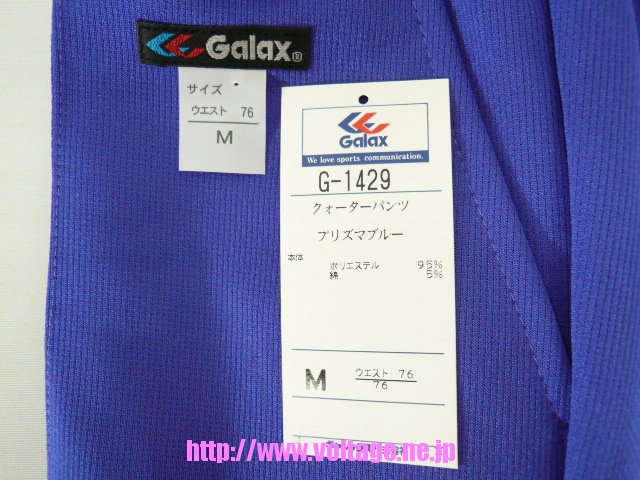 Galax®
サイズ
ウエスト 76
M
Galax
We love sports communication.
G-1429
クォーターパンツ
プリズマブルー
本体
ポリエステル 95%
綿 5%
M ウエスト 76
76
http://www.voltage.ne.jp